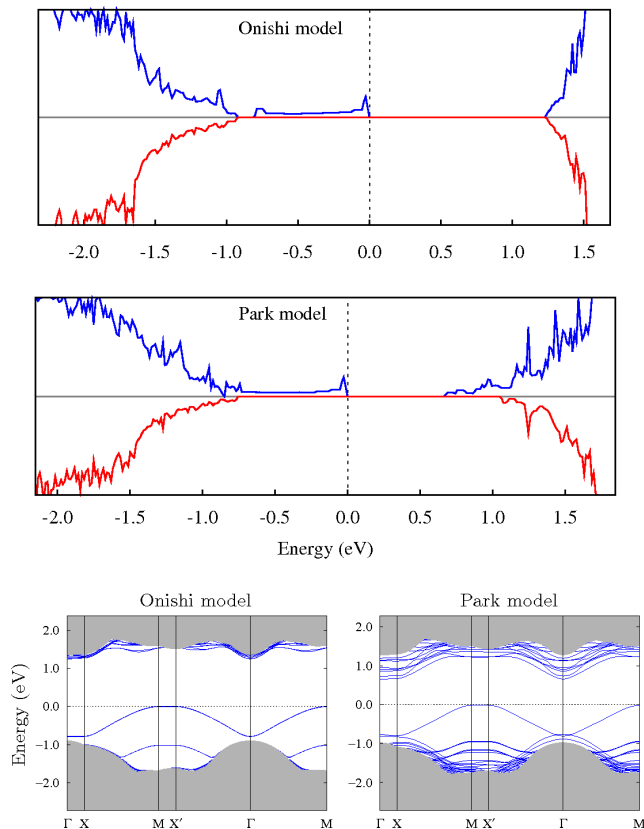 Onishi model
-2.0 -1.5 -1.0 -0.5 0.0 0.5 1.0 1.5
Park model
-2.0 -1.5 -1.0 -0.5 0.0 0.5 1.0 1.5
Energy (eV)
Onishi model Park model
Energy (eV)
2.0 2.0
1.0 1.0
0.0 0.0
-1.0 -1.0
-2.0 -2.0
Γ X M X′ Γ M Γ X M X′ Γ M